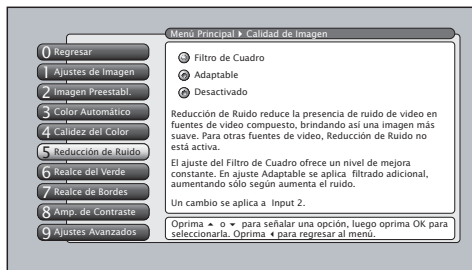 Menú Principal ▸ Calidad de Imagen
0 Regresar
1 Ajustes de Imagen
2 Imagen Preestabl.
3 Color Automático
4 Calidez del Color
5 Reducción de Ruido
6 Realce del Verde
7 Realce de Bordes
8 Amp. de Contraste
9 Ajustes Avanzados
Filtro de Cuadro
Adaptable
Desactivado
Reducción de Ruido reduce la presencia de ruido de video en
fuentes de video compuesto, brindando así una imagen más
suave. Para otras fuentes de video, Reducción de Ruido no
está activa.
El ajuste del Filtro de Cuadro ofrece un nivel de mejora
constante. En ajuste Adaptable se aplica filtrado adicional,
aumentando sólo según aumenta el ruido.
Un cambio se aplica a Input 2.
Oprima ▴ o ▾ para señalar una opción, luego oprima OK para
seleccionarla. Oprima ◂ para regresar al menú.